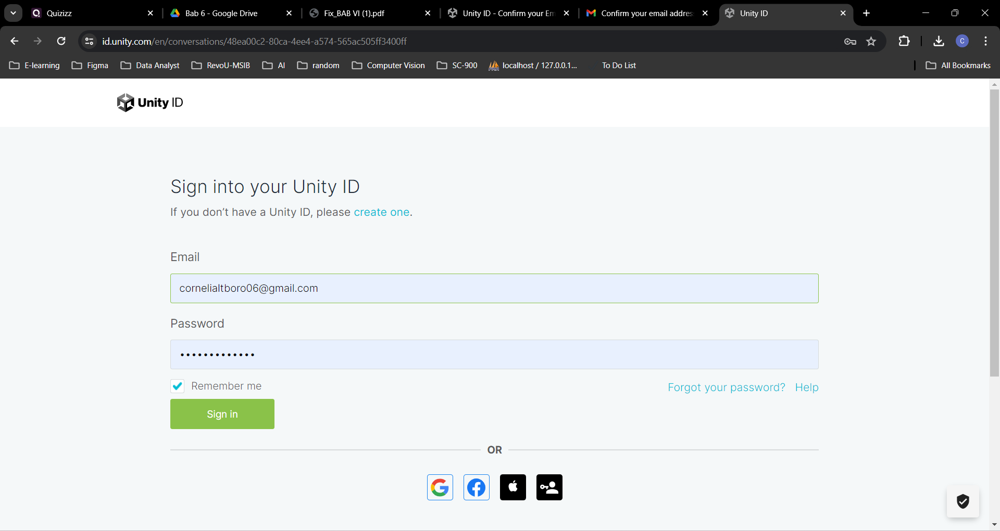 Quizizz
Bab 6 - Google Drive
Fix_BAB VI (1).pdf
Unity ID - Confirm your Em
Confirm your email addres
Unity ID
id.unity.com/en/conversations/48ea00c2-80ca-4ee4-a574-565ac505ff3400ff
C
E-learning
Figma
Data Analyst
RevoU-MSIB
AI
random
Computer Vision
SC-900
localhost / 127.0.0.1...
To Do List
All Bookmarks
Unity ID
Sign into your Unity ID
If you don't have a Unity ID, please create one.
Email
cornelialtboro06@gmail.com
Password
•••••••••••••
Remember me
Forgot your password? Help
Sign in
OR